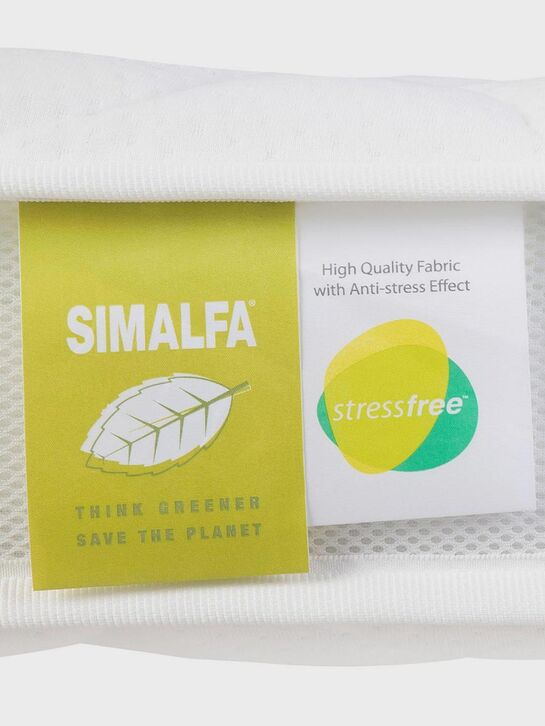 SIMALFA®
THINK GREENER
SAVE THE PLANET
High Quality Fabric
with Anti-stress Effect
stressfree™